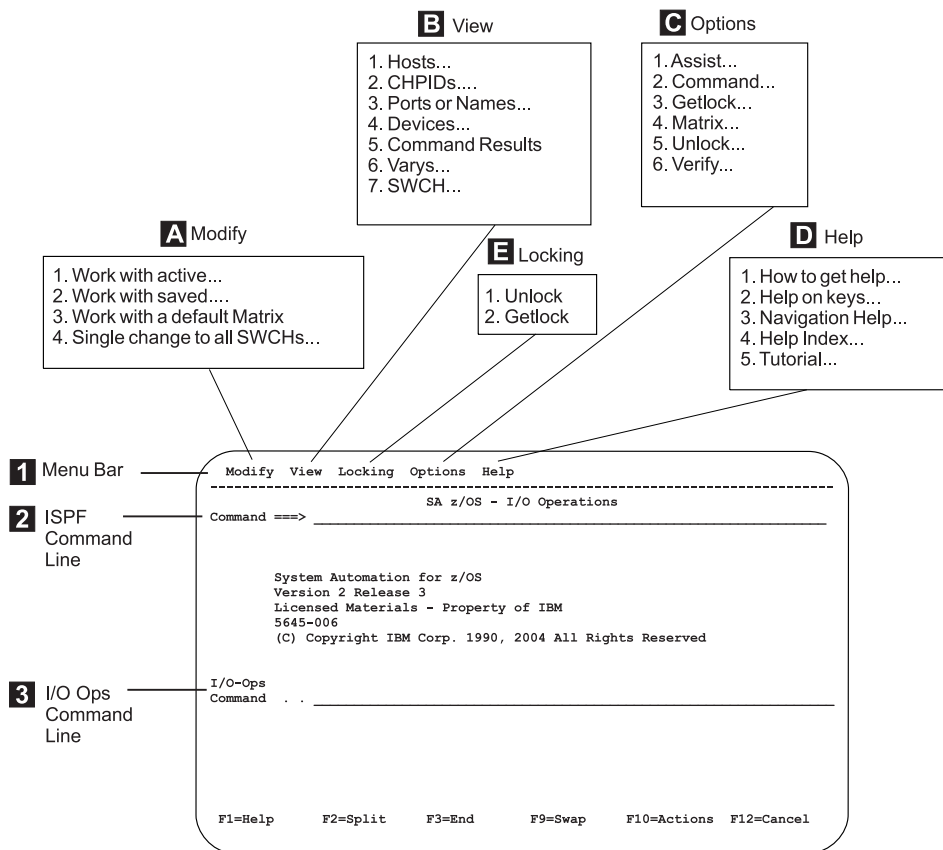 B View
1. Hosts...
2. CHPIDs....
3. Ports or Names...
4. Devices...
5. Command Results
6. Varys...
7. SWCH...
C Options
1. Assist...
2. Command...
3. Getlock...
4. Matrix...
5. Unlock...
6. Verify...
A Modify
1. Work with active...
2. Work with saved....
3. Work with a default Matrix
4. Single change to all SWCHs...
E Locking
1. Unlock
2. Getlock
D Help
1. How to get help...
2. Help on keys...
3. Navigation Help...
4. Help Index...
5. Tutorial...
1 Menu Bar
Modify View Locking Options Help
SA z/OS - I/O Operations
2 ISPF
Command
Line
Command ===>
System Automation for z/OS
Version 2 Release 3
Licensed Materials - Property of IBM
5645-006
(C) Copyright IBM Corp. 1990, 2004 All Rights Reserved
3 I/O Ops
Command
Line
I/O-Ops
Command . .
F1=Help F2=Split F3=End F9=Swap F10=Actions F12=Cancel